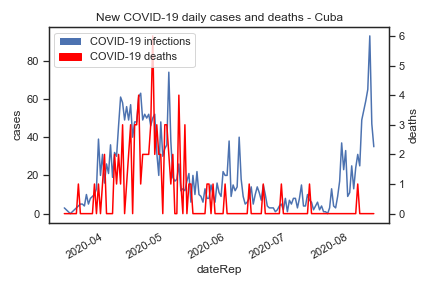 New COVID-19 daily cases and deaths - Cuba
COVID-19 infections
COVID-19 deaths
cases
80
60
40
20
0
deaths
6
5
4
3
2
1
0
2020-04
2020-05
2020-06
2020-07
2020-08
dateRep